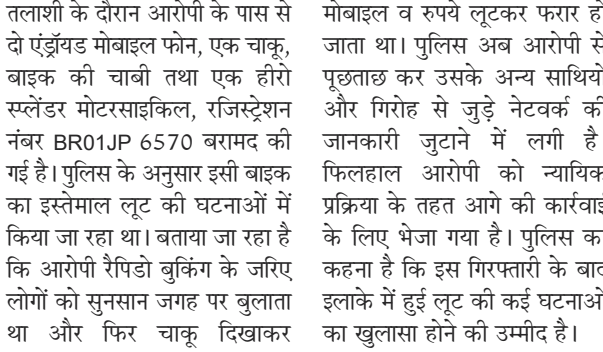 तलाशी के दौरान आरोपी के पास से
दो एंड्रॉयड मोबाइल फोन, एक चाकू,
बाइक की चाबी तथा एक हीरो
स्प्लेंडर मोटरसाइकिल, रजिस्ट्रेशन
नंबर BR01JP 6570 बरामद की
गई है। पुलिस के अनुसार इसी बाइक
का इस्तेमाल लूट की घटनाओं में
किया जा रहा था। बताया जा रहा है
कि आरोपी रैपिडो बुकिंग के जरिए
लोगों को सुनसान जगह पर बुलाता
था और फिर चाकू दिखाकर
मोबाइल व रुपये लूटकर फरार हो
जाता था। पुलिस अब आरोपी से
पूछताछ कर उसके अन्य साथियों
और गिरोह से जुड़े नेटवर्क की
जानकारी जुटाने में लगी है
फिलहाल आरोपी को न्यायिक
प्रक्रिया के तहत आगे की कार्रवाई
के लिए भेजा गया है। पुलिस का
कहना है कि इस गिरफ्तारी के बाद
इलाके में हुई लूट की कई घटनाओं
का खुलासा होने की उम्मीद है।